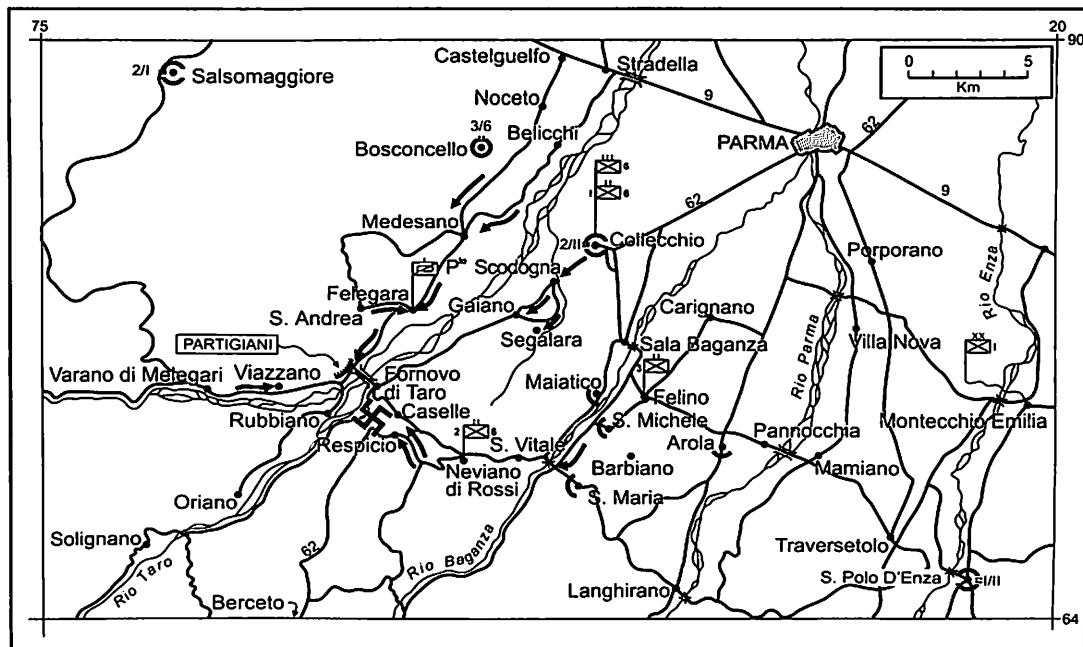 75
20
90
2/I
Salsomaggiore
Castelguelfo
Stradella
0
5
Km
9
Noceto
3/6
Belicchi
Bosconcello
PARMA
62
6
1
6
62
9
Medesano
2/II
Collecchio
Porporano
Rio Enza
Scodogna
Felegara
Gaiano
Carignano
S. Andrea
Segalara
Rio Parma
XX
1
PARTIGIANI
Sala Baganza
Villa Nova
Varano di Melegari
Viazzano
Fornovo
di Taro
Maiatico
3
Felino
Rubbiano
Caselle
S. Michele
Montecchio Emilia
Respicio
2
6
S. Vitale
Arola
Pannocchia
Neviano
di Rossi
Barbiano
Mamiano
Oriano
S. Maria
Solignano
62
Rio Baganza
Traversetolo
Rio Taro
S. Polo D'Enza
I/II
Berceto
Langhirano
64